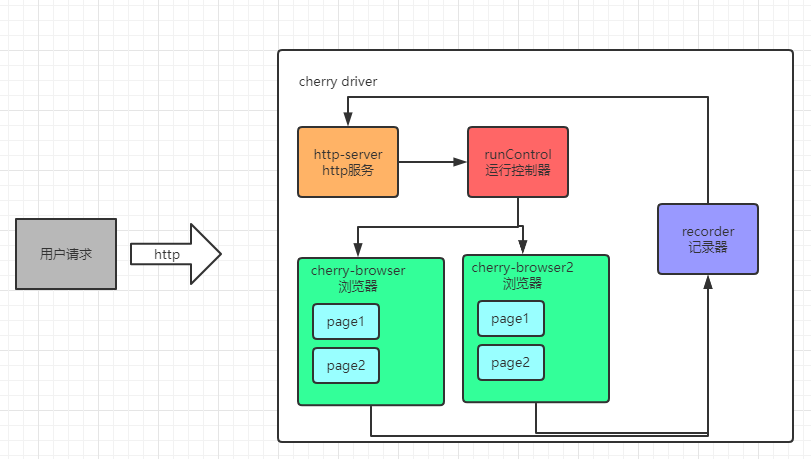 cherry driver
http-server
http服务
runControl
运行控制器
recorder
记录器
用户请求
http
cherry-browser
浏览器
page1
page2
cherry-browser2
浏览器
page1
page2